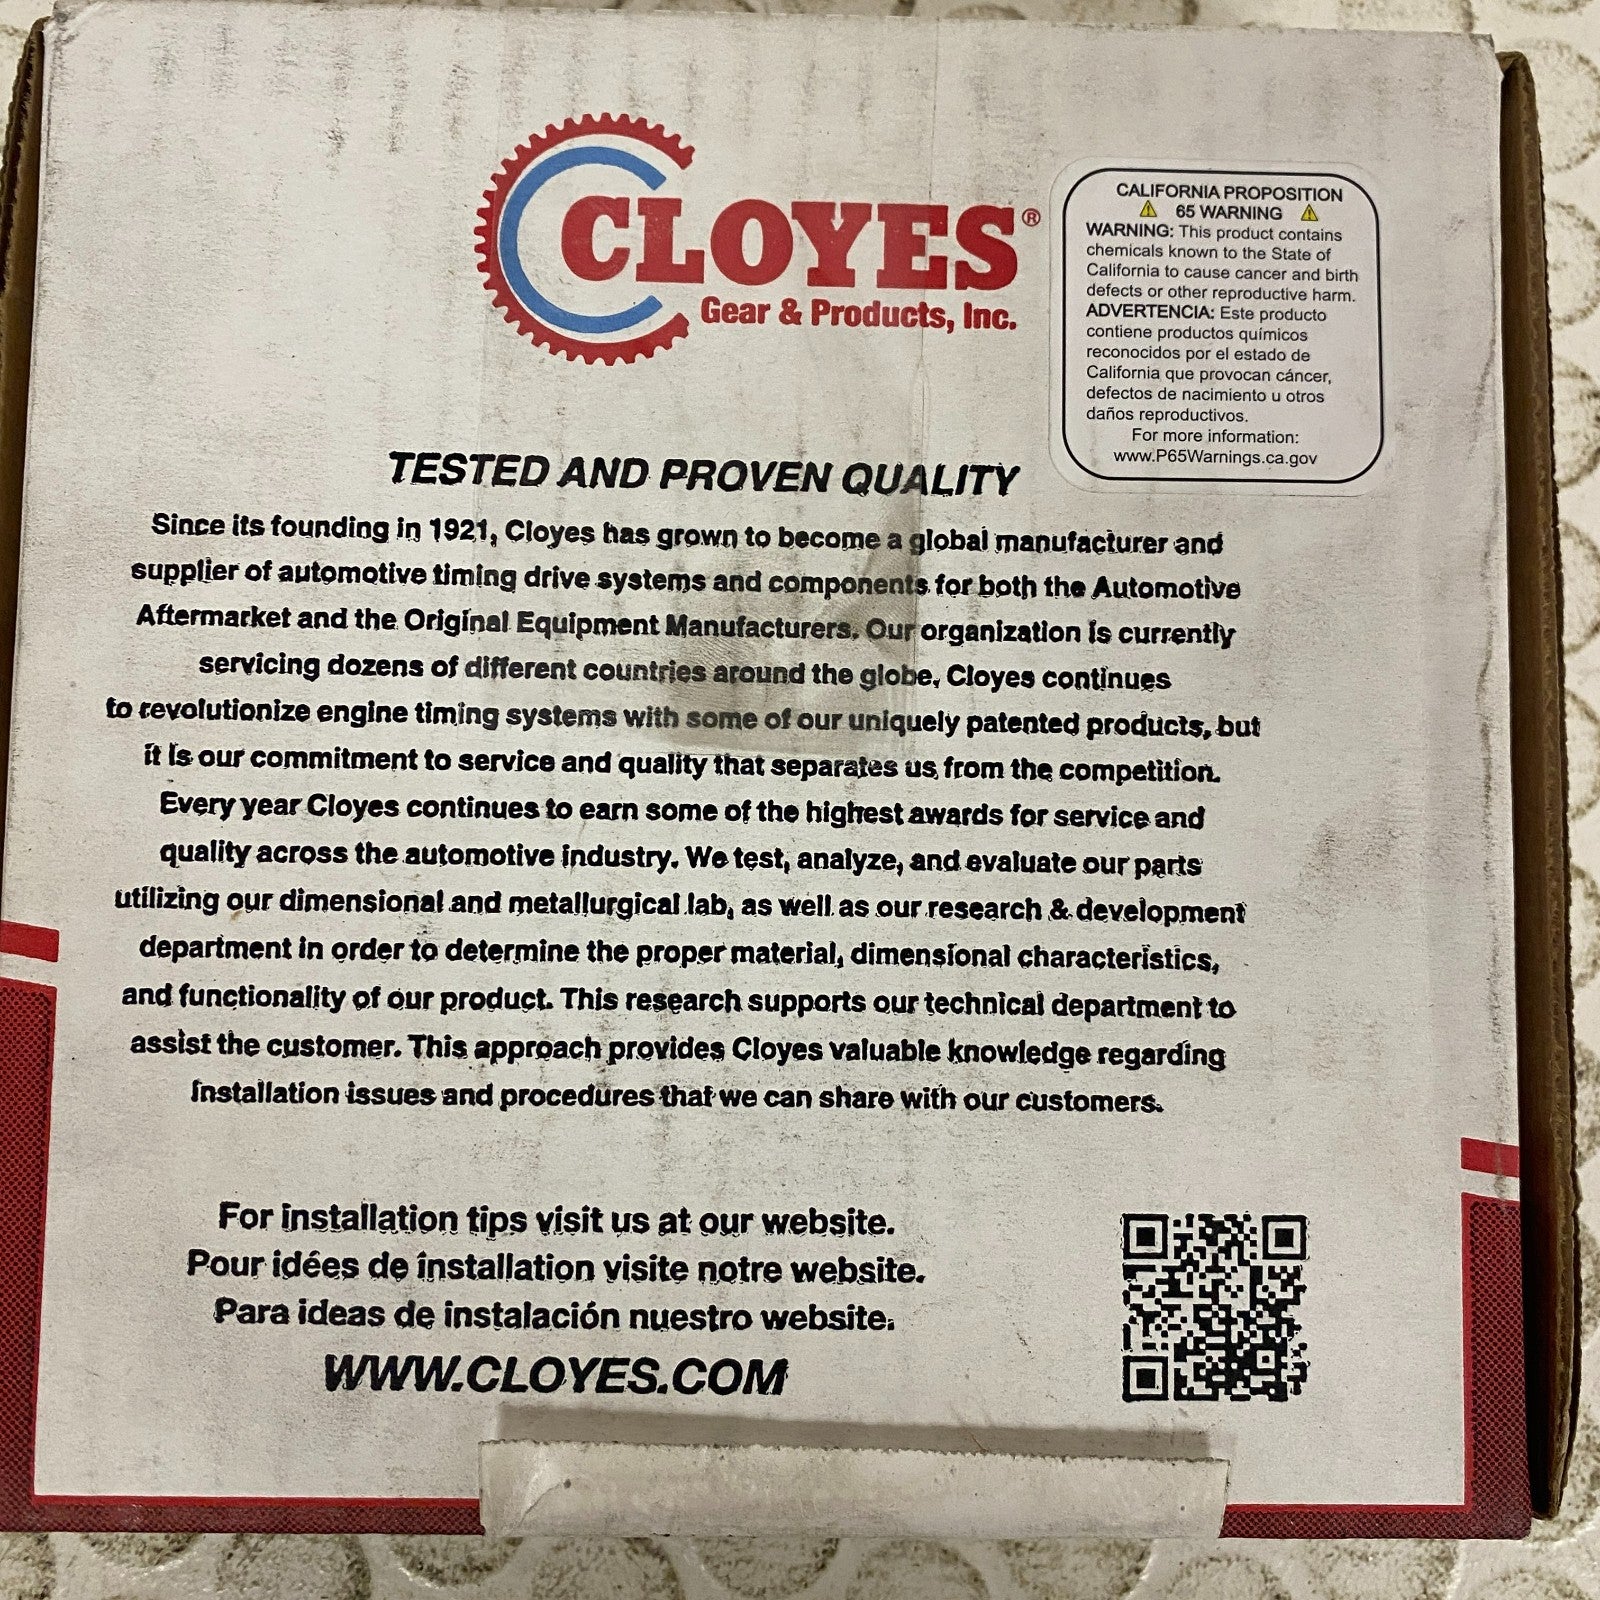 CLOYES®
Gear & Products, Inc.
CALIFORNIA PROPOSITION
65 WARNING
WARNING: This product contains
chemicals known to the State of
California to cause cancer and birth
defects or other reproductive harm.
ADVERTENCIA: Este producto
contiene productos químicos
reconocidos por el estado de
California que provocan cáncer,
defectos de nacimiento u otros
daños reproductivos.
For more information:
www.P65Warnings.ca.gov
TESTED AND PROVEN QUALITY
Since its founding in 1921, Cloyes has grown to become a global manufacturer and
supplier of automotive timing drive systems and components for both the Automotive
Aftermarket and the Original Equipment Manufacturers. Our organization is currently
servicing dozens of different countries around the globe. Cloyes continues
to revolutionize engine timing systems with some of our uniquely patented products, but
it is our commitment to service and quality that separates us from the competition.
Every year Cloyes continues to earn some of the highest awards for service and
quality across the automotive industry. We test, analyze, and evaluate our parts
utilizing our dimensional and metallurgical lab, as well as our research & development
department in order to determine the proper material, dimensional characteristics,
and functionality of our product. This research supports our technical department to
assist the customer. This approach provides Cloyes valuable knowledge regarding
installation issues and procedures that we can share with our customers.
For installation tips visit us at our website.
Pour idées de installation visite notre website.
Para ideas de instalación nuestro website.
WWW.CLOYES.COM